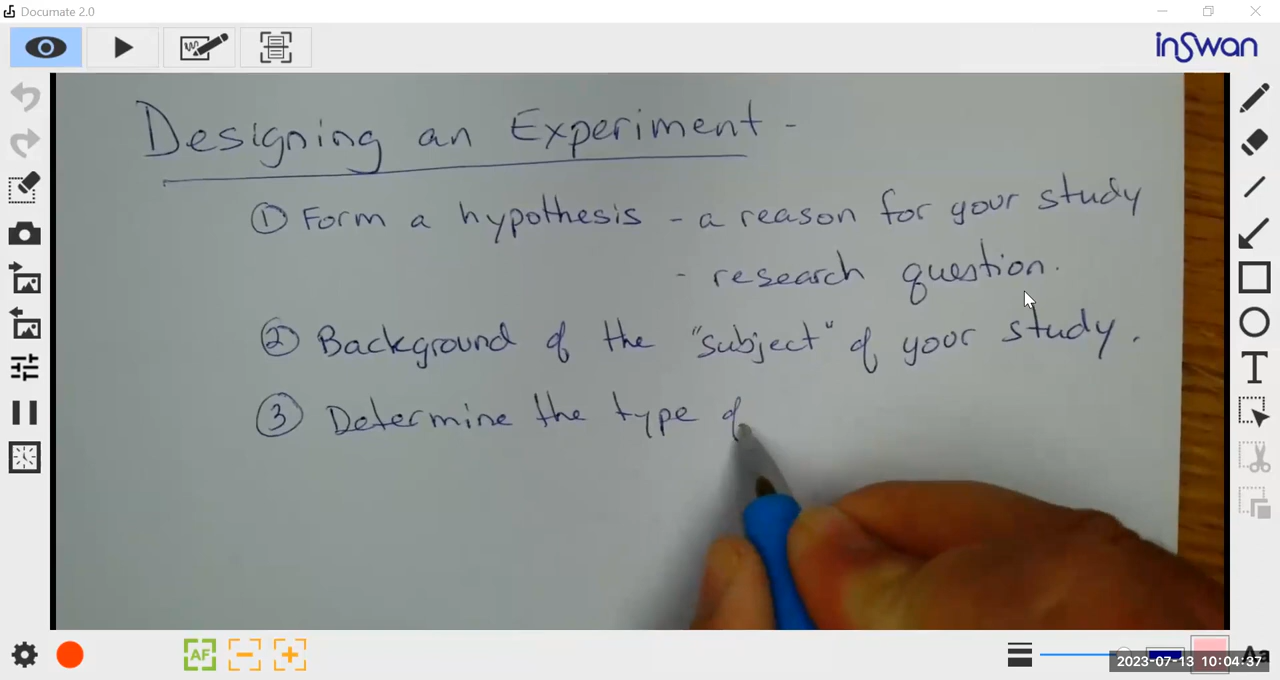 Documate 2.0
inSwan
Designing an Experiment -
① Form a hypothesis - a reason for your study
- research question.
② Background of the "subject" of your study.
③ Determine the type of
AF
T
Aa
2023-07-13 10:04:37